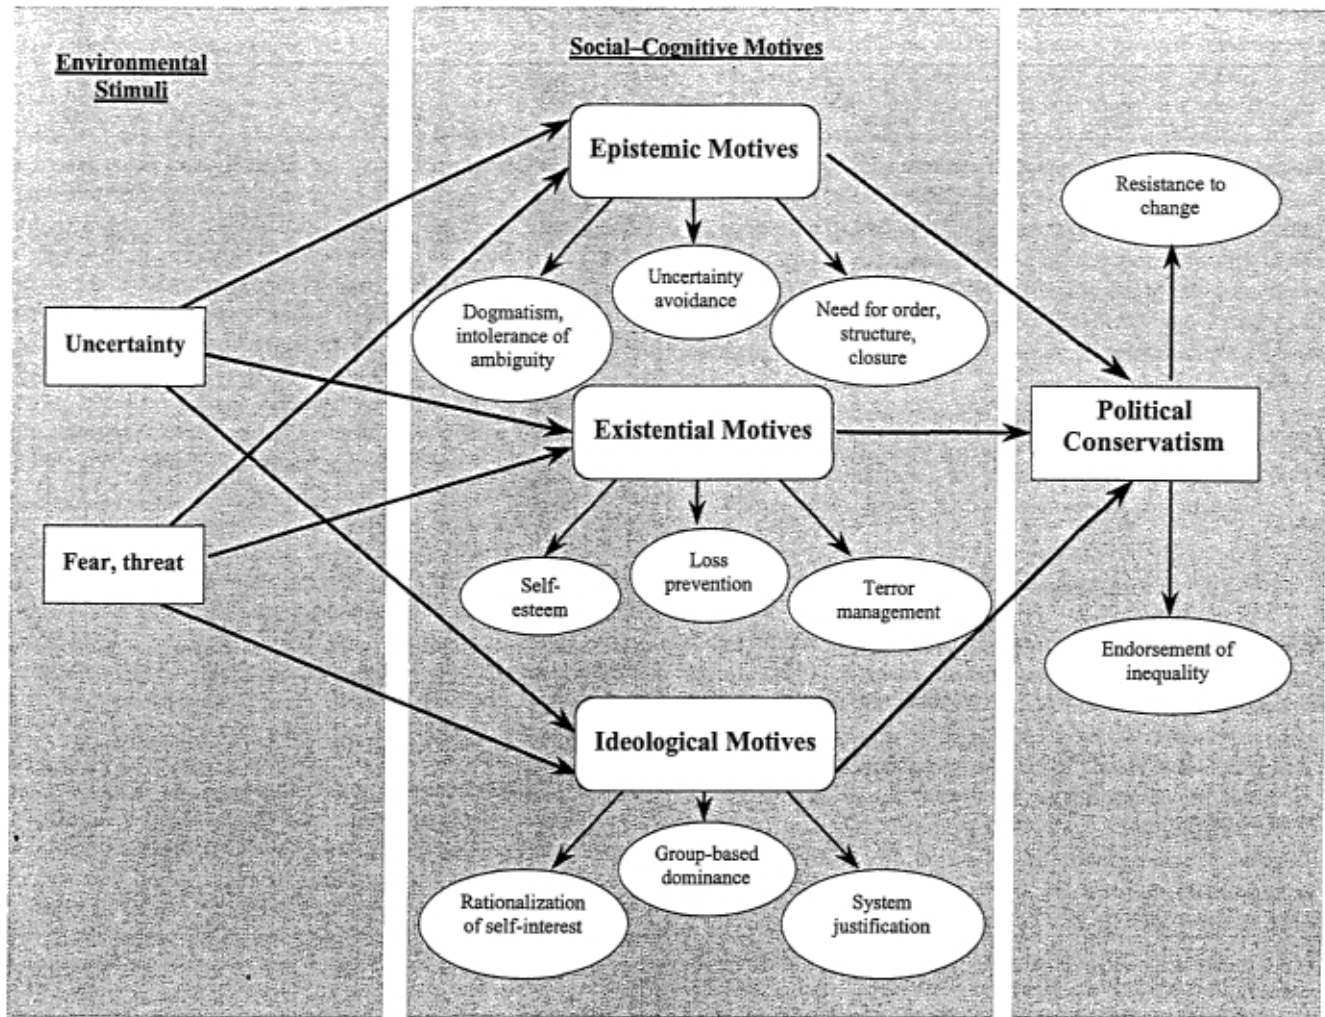 Environmental
Stimuli
Social–Cognitive Motives
Epistemic Motives
Dogmatism,
intolerance of
ambiguity
Uncertainty
avoidance
Need for order,
structure,
closure
Uncertainty
Fear, threat
Existential Motives
Self-
esteem
Loss
prevention
Terror
management
Ideological Motives
Rationalization
of self-interest
Group-based
dominance
System
justification
Resistance to
change
Political
Conservatism
Endorsement of
inequality